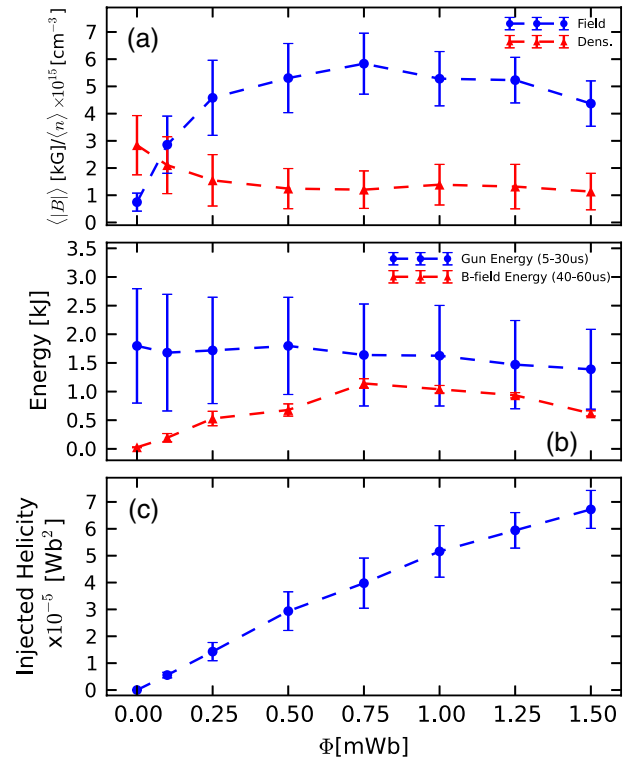 (a)
Field
Dens.
⟨|B|⟩ [kG]/⟨n⟩ ×10¹⁵ [cm⁻³]
7
6
5
4
3
2
1
0
(b)
Gun Energy (5-30us)
B-field Energy (40-60us)
Energy [kJ]
3.5
3.0
2.5
2.0
1.5
1.0
0.5
0.0
(c)
Injected Helicity
x10⁻⁵ [Wb²]
7
6
5
4
3
2
1
0
0.00 0.25 0.50 0.75 1.00 1.25 1.50
Φ[mWb]